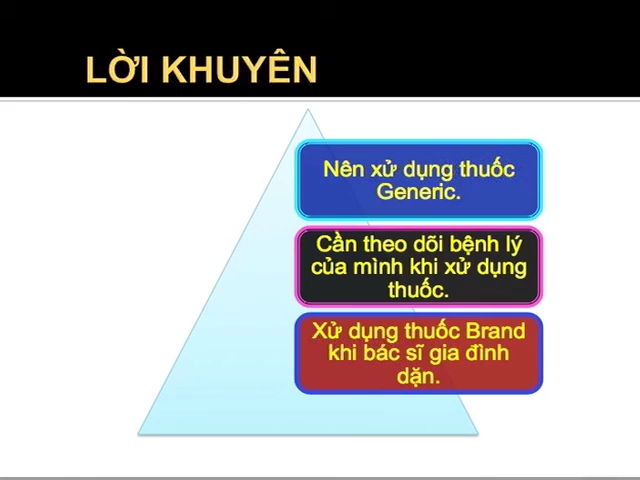 LỜI KHUYÊN
Nên xử dụng thuốc
Generic.
Cần theo dõi bệnh lý
của mình khi xử dụng
thuốc.
Xử dụng thuốc Brand
khi bác sĩ gia đình
dặn.